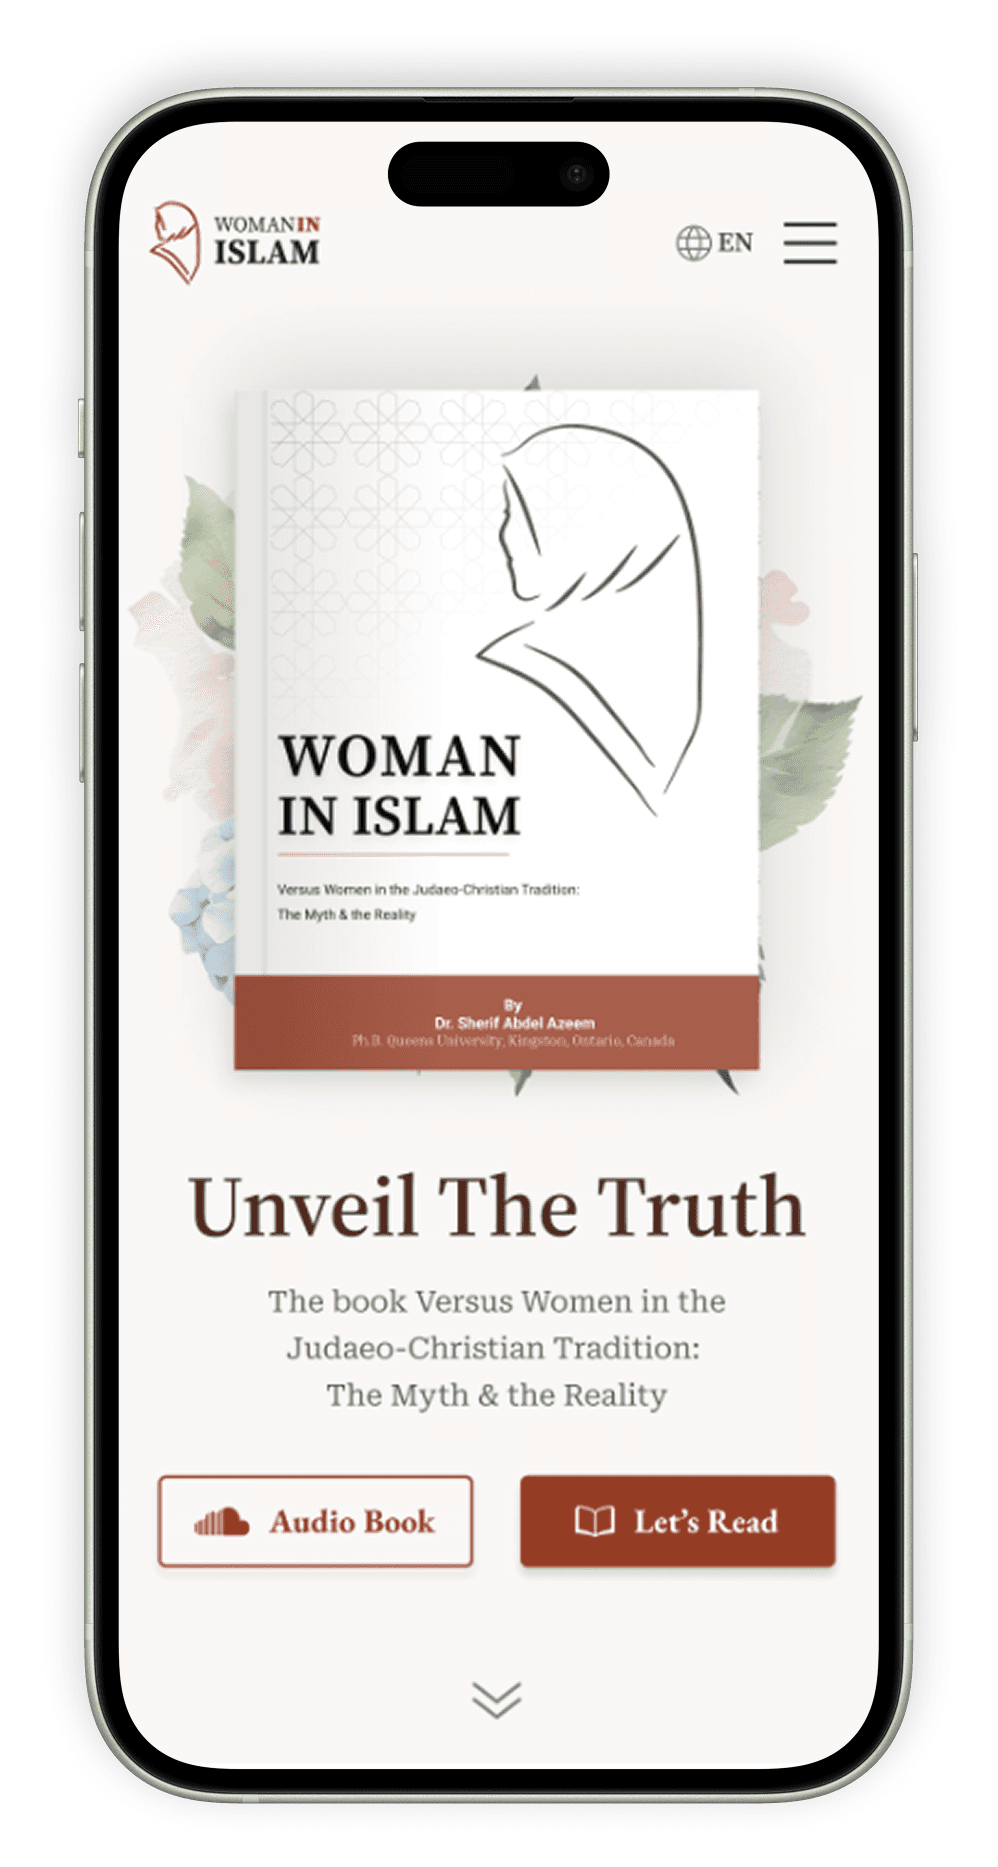 WOMAN IN
ISLAM
EN
WOMAN
IN ISLAM
Versus Women in the Judaeo-Christian Tradition:
The Myth & the Reality
By
Dr. Sherif Abdel Azeem
Ph.D. Queens University, Kingston, Ontario, Canada
Unveil The Truth
The book Versus Women in the
Judaeo-Christian Tradition:
The Myth & the Reality
Audio Book
Let's Read